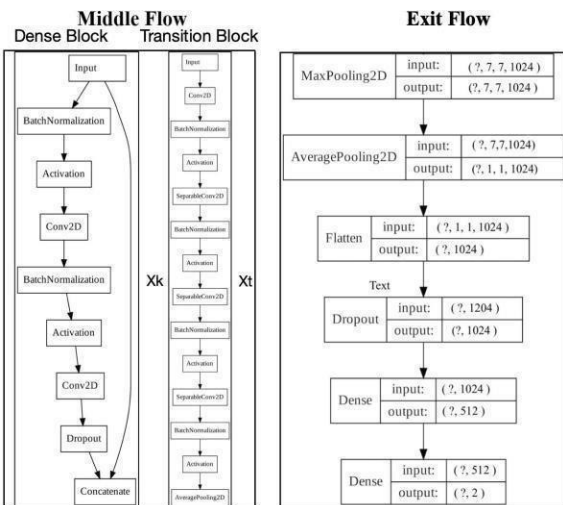 Middle Flow
Dense Block
Transition Block
Input
BatchNormalization
Activation
Conv2D
BatchNormalization
Activation
Conv2D
Dropout
Concatenate
Xk
Input
Conv2D
BatchNormalization
Activation
SeparableConv2D
BatchNormalization
Activation
SeparableConv2D
BatchNormalization
Activation
SeparableConv2D
BatchNormalization
Activation
AveragePooling2D
Xt
Exit Flow
MaxPooling2D
input: ( ?, 7, 7, 1024 )
output: ( ?, 7, 7, 1024 )
AveragePooling2D
input: ( ?, 7,7,1024)
output: ( ?, 1, 1, 1024)
Flatten
input: ( ?, 1, 1, 1024 )
output: ( ?, 1024 )
Text
Dropout
input: ( ?, 1204 )
output: ( ?, 1024 )
Dense
input: ( ?, 1024 )
output: ( ?, 512 )
Dense
input: ( ?, 512 )
output: ( ?, 2 )